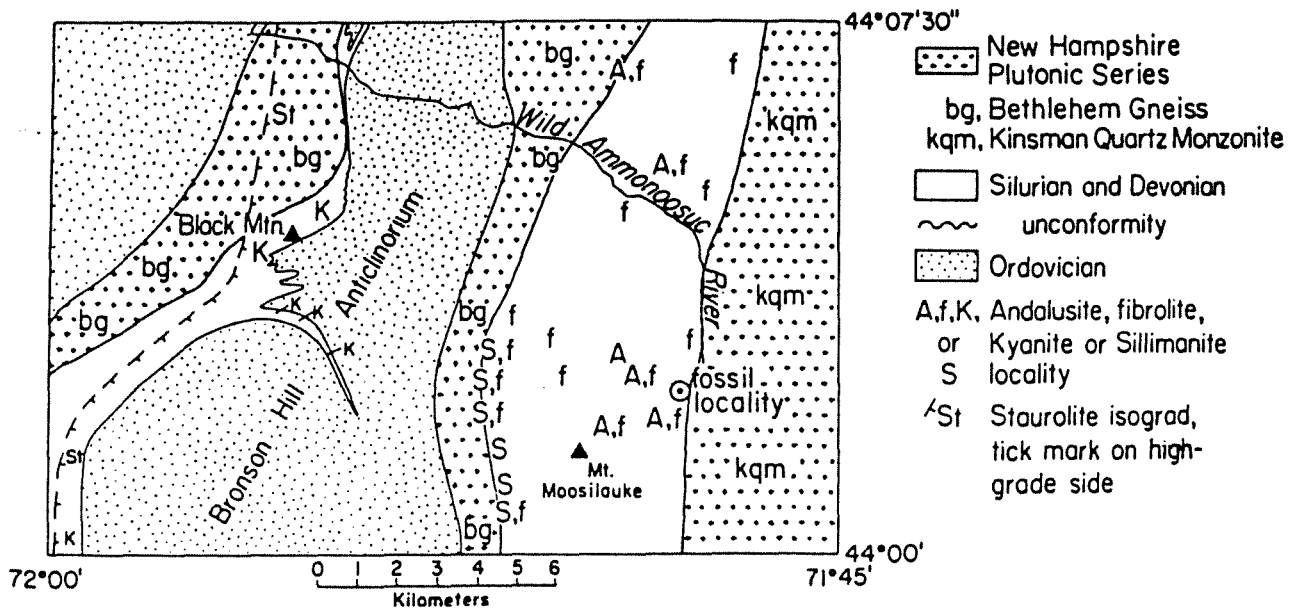 44°07'30"
bg
A,f
f
St
Wild
Ammonoosuc
River
kqm
bg
bg
A,f
f
f
K
Black Mtn.
K
bg
Anticlinorium
kqm
bg
K
K
K
bg
f
f
f
S,f
A
f
S,f
A,f
fossil
locality
S,f
A,f
A,f
Hill
Bronson
S
Mt.
Moosilauke
kqm
St
S
S,f
K
bg
72°00'
44°00'
71°45'
0 1 2 3 4 5 6
Kilometers
New Hampshire
Plutonic Series
bg, Bethlehem Gneiss
kqm, Kinsman Quartz Monzonite
Silurian and Devonian
unconformity
Ordovician
A,f,K, Andalusite, fibrolite,
or Kyanite or Sillimanite
S locality
St Staurolite isograd,
tick mark on high-
grade side